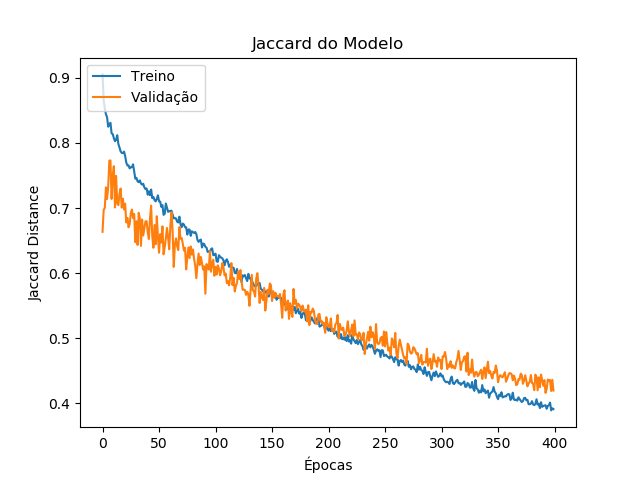 Jaccard do Modelo
Treino
Validação
Jaccard Distance
0.9
0.8
0.7
0.6
0.5
0.4
0 50 100 150 200 250 300 350 400
Épocas